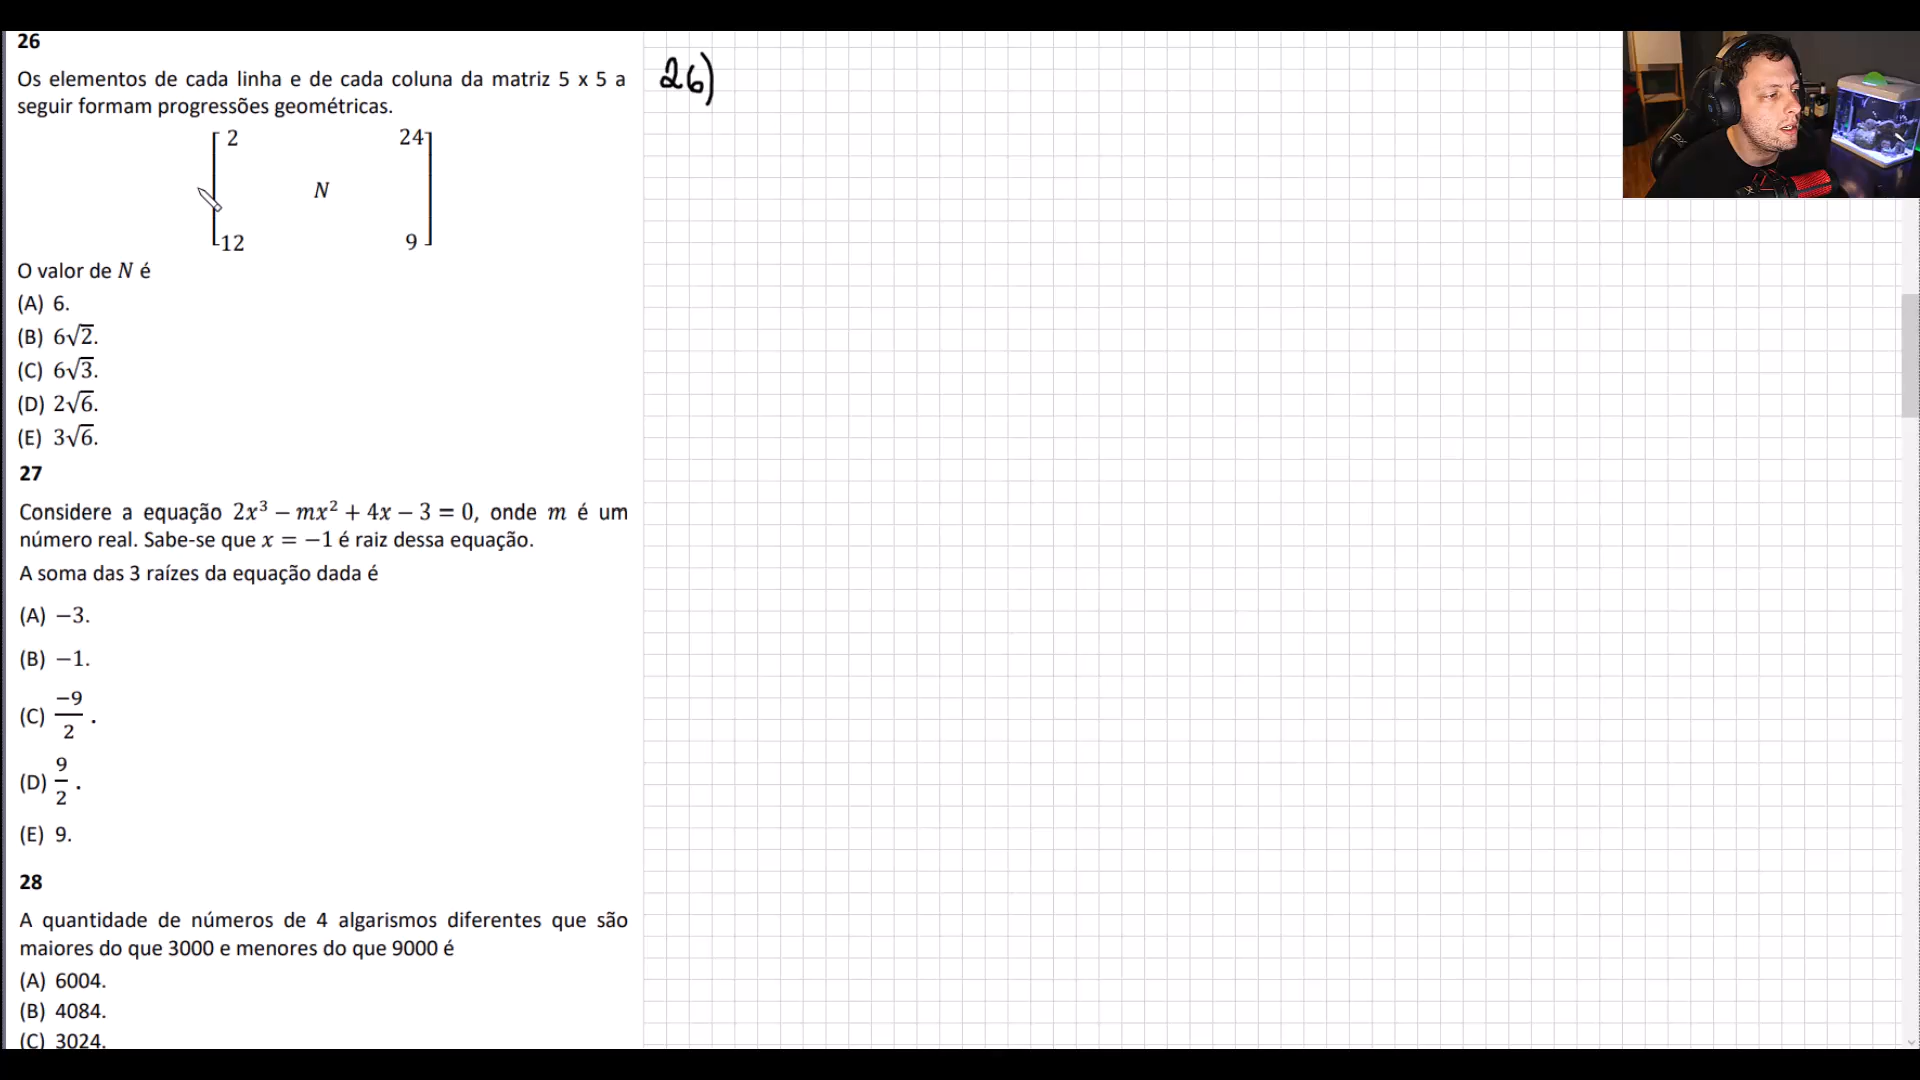 26
Os elementos de cada linha e de cada coluna da matriz 5 x 5 a
seguir formam progressões geométricas.
2 24
N
12 9
O valor de N é
(A) 6.
(B) 6√2.
(C) 6√3.
(D) 2√6.
(E) 3√6.
27
Considere a equação 2x³ − mx² + 4x − 3 = 0, onde m é um
número real. Sabe-se que x = −1 é raiz dessa equação.
A soma das 3 raízes da equação dada é
(A) −3.
(B) −1.
(C) −9/2 .
(D) 9/2 .
(E) 9.
28
A quantidade de números de 4 algarismos diferentes que são
maiores do que 3000 e menores do que 9000 é
(A) 6004.
(B) 4084.
(C) 3024.
26)